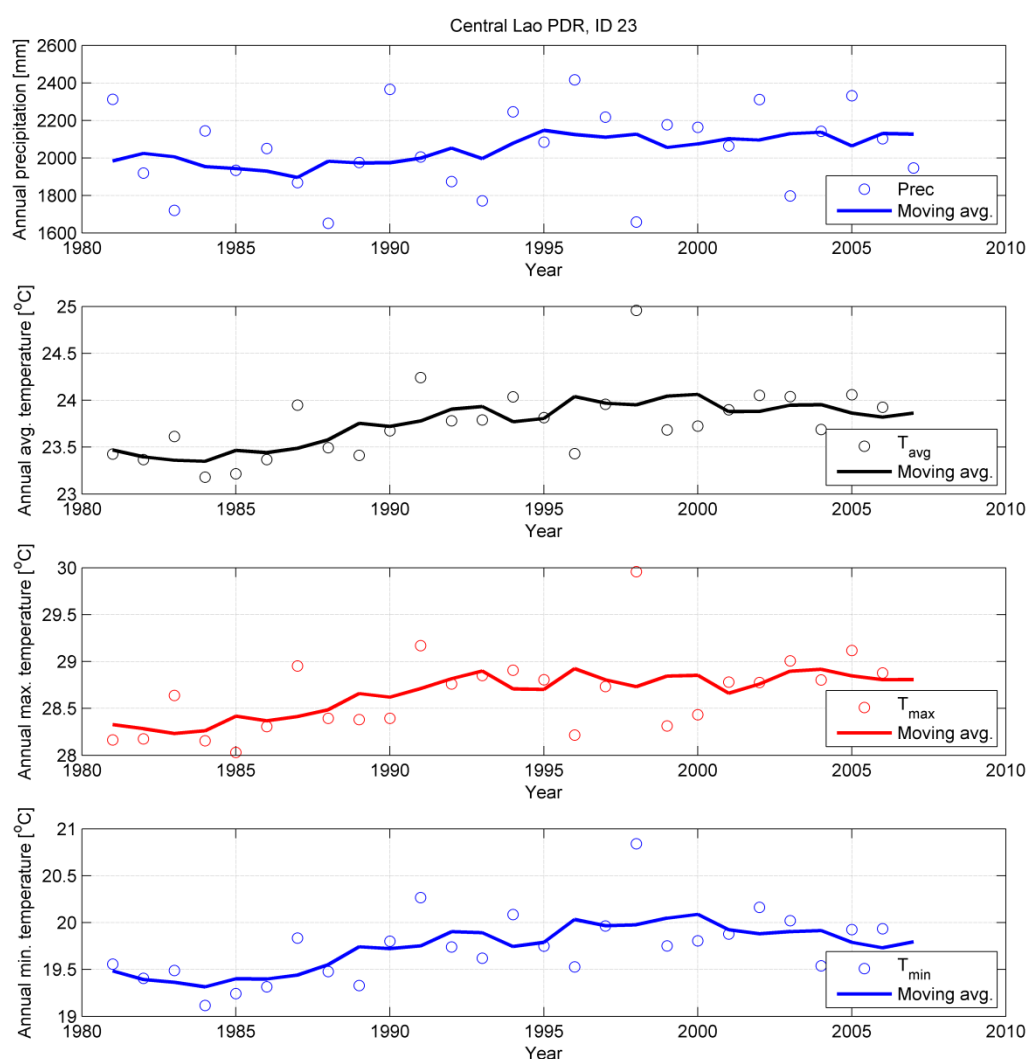 Central Lao PDR, ID 23
Annual precipitation [mm]
2600
2400
2200
2000
1800
1600
Prec
Moving avg.
1980 1985 1990 1995 2000 2005 2010
Year
Annual avg. temperature [°C]
25
24.5
24
23.5
23
T avg
Moving avg.
1980 1985 1990 1995 2000 2005 2010
Year
Annual max. temperature [°C]
30
29.5
29
28.5
28
T max
Moving avg.
1980 1985 1990 1995 2000 2005 2010
Year
Annual min. temperature [°C]
21
20.5
20
19.5
19
T min
Moving avg.
1980 1985 1990 1995 2000 2005 2010
Year